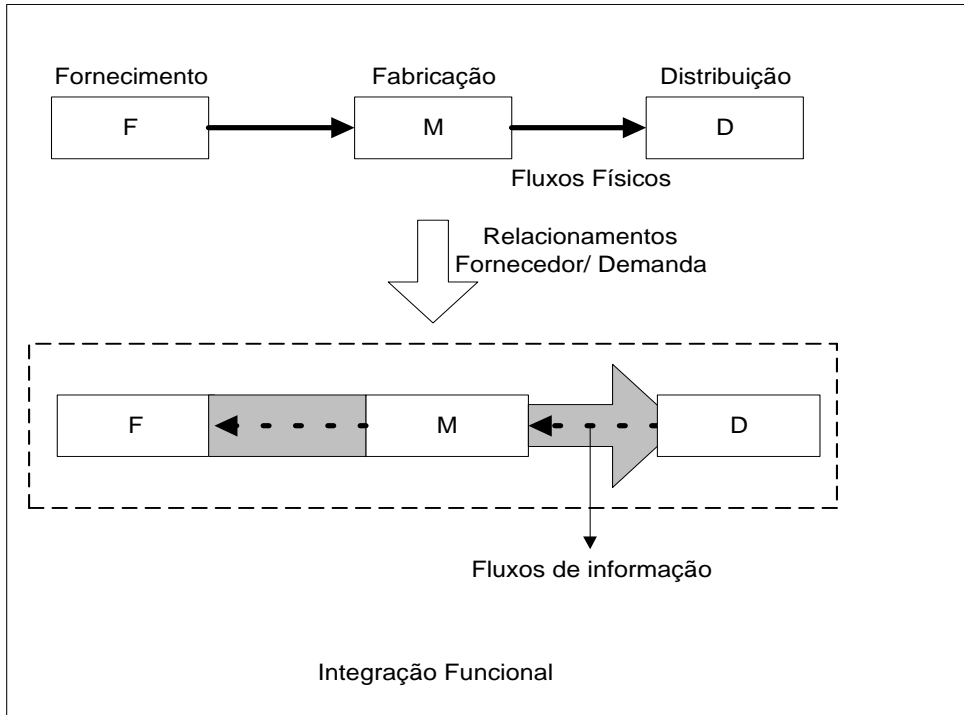 Fornecimento
Fabricação
Distribuição
F
M
D
Fluxos Físicos
Relacionamentos
Fornecedor/ Demanda
F
M
D
Fluxos de informação
Integração Funcional